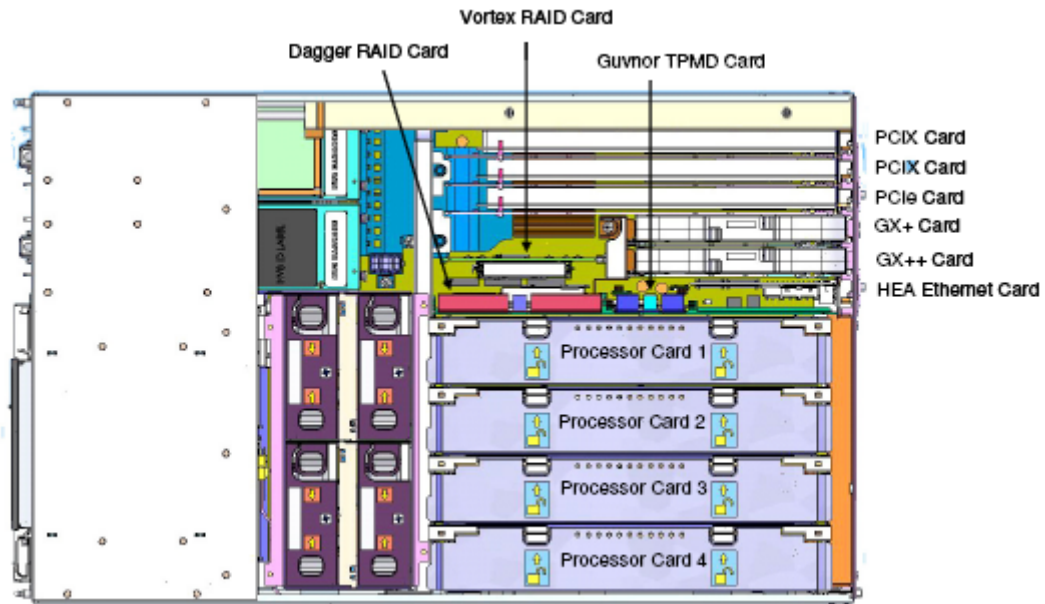 Vortex RAID Card
Dagger RAID Card
Guvnor TPMD Card
PCIX Card
PCIX Card
PCIe Card
GX+ Card
GX++ Card
HEA Ethernet Card
Processor Card 1
Processor Card 2
Processor Card 3
Processor Card 4